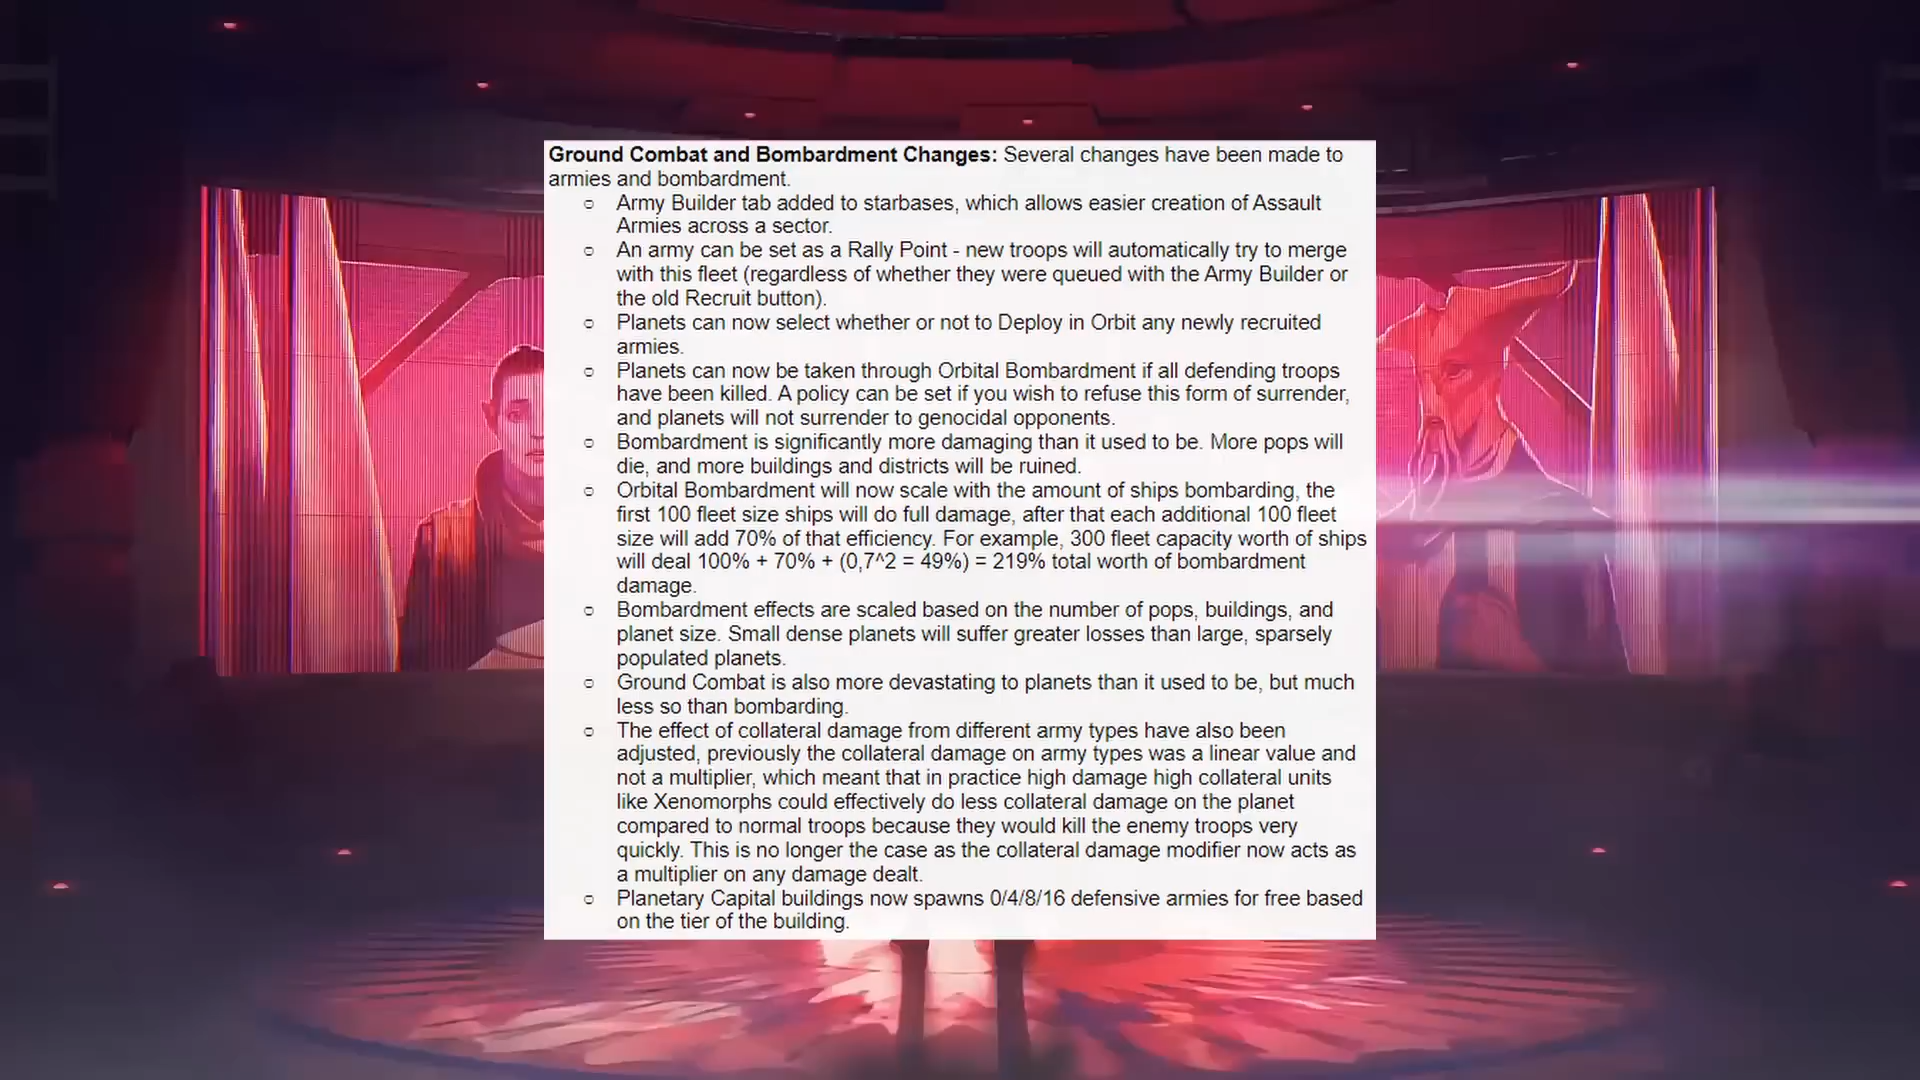 Ground Combat and Bombardment Changes: Several changes have been made to
armies and bombardment.
○ Army Builder tab added to starbases, which allows easier creation of Assault
Armies across a sector.
○ An army can be set as a Rally Point - new troops will automatically try to merge
with this fleet (regardless of whether they were queued with the Army Builder or
the old Recruit button).
○ Planets can now select whether or not to Deploy in Orbit any newly recruited
armies.
○ Planets can now be taken through Orbital Bombardment if all defending troops
have been killed. A policy can be set if you wish to refuse this form of surrender,
and planets will not surrender to genocidal opponents.
○ Bombardment is significantly more damaging than it used to be. More pops will
die, and more buildings and districts will be ruined.
○ Orbital Bombardment will now scale with the amount of ships bombarding, the
first 100 fleet size ships will do full damage, after that each additional 100 fleet
size will add 70% of that efficiency. For example, 300 fleet capacity worth of ships
will deal 100% + 70% + (0,7^2 = 49%) = 219% total worth of bombardment
damage.
○ Bombardment effects are scaled based on the number of pops, buildings, and
planet size. Small dense planets will suffer greater losses than large, sparsely
populated planets.
○ Ground Combat is also more devastating to planets than it used to be, but much
less so than bombarding.
○ The effect of collateral damage from different army types have also been
adjusted, previously the collateral damage on army types was a linear value and
not a multiplier, which meant that in practice high damage high collateral units
like Xenomorphs could effectively do less collateral damage on the planet
compared to normal troops because they would kill the enemy troops very
quickly. This is no longer the case as the collateral damage modifier now acts as
a multiplier on any damage dealt.
○ Planetary Capital buildings now spawns 0/4/8/16 defensive armies for free based
on the tier of the building.